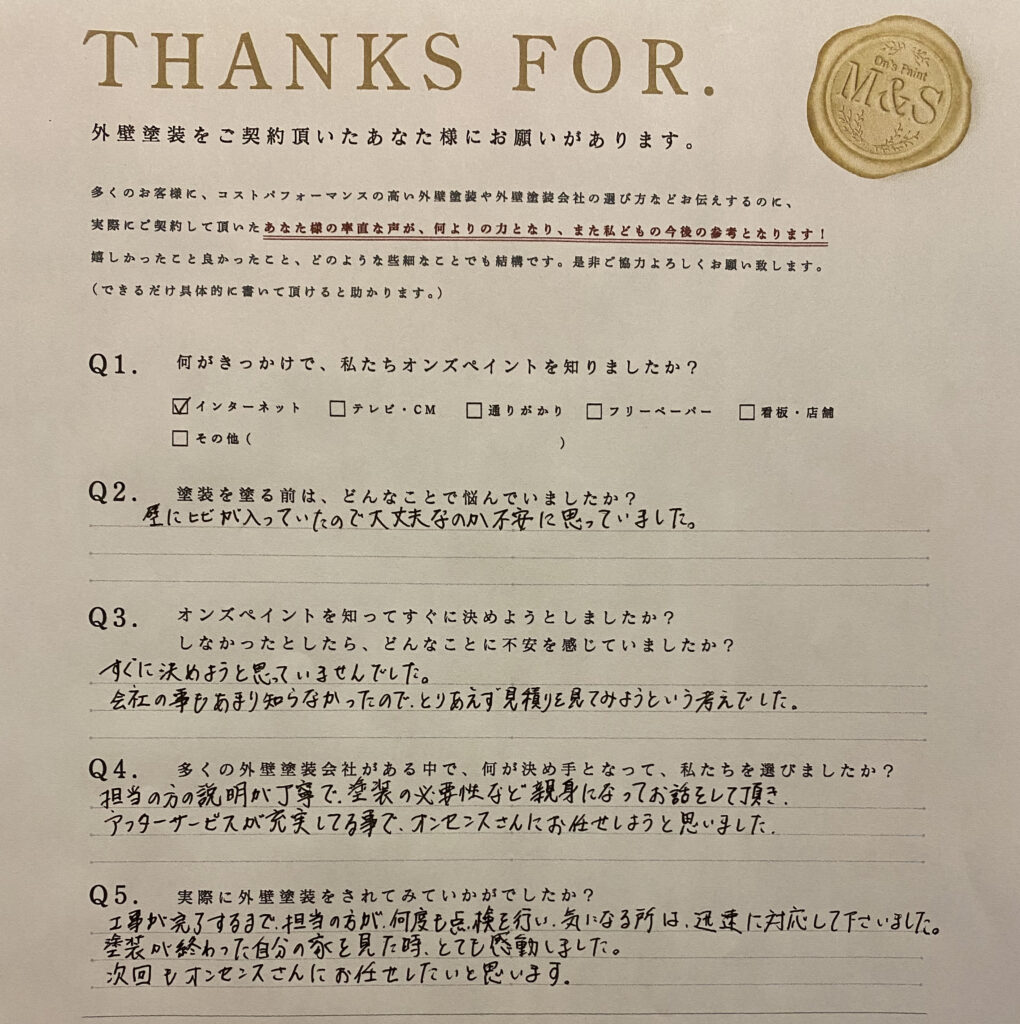 THANKS FOR.
On's Paint
M&S
外壁塗装をご契約頂いたあなた様にお願いがあります。
多くのお客様に、コストパフォーマンスの高い外壁塗装や外壁塗装会社の選び方などお伝えするのに、
実際にご契約して頂いたあなた様の率直な声が、何よりの力となり、また私どもの今後の参考となります！
嬉しかったこと良かったこと、どのような些細なことでも結構です。是非ご協力よろしくお願い致します。
（できるだけ具体的に書いて頂けると助かります。）
Q1. 何がきっかけで、私たちオンズペイントを知りましたか？
☑インターネット □テレビ・CM □通りがかり □フリーペーパー □看板・店舗
□その他（ ）
Q2. 塗装を塗る前は、どんなことで悩んでいましたか？
壁にヒビが入っていたので大丈夫なのか不安に思っていました。
Q3. オンズペイントを知ってすぐに決めようとしましたか？
しなかったとしたら、どんなことに不安を感じていましたか？
すぐに決めようと思っていませんでした。
会社の事もあまり知らなかったので、とりあえず見積りを見てみようという考えでした。
Q4. 多くの外壁塗装会社がある中で、何が決め手となって、私たちを選びましたか？
担当の方の説明が丁寧で、塗装の必要性など親身になってお話をして頂き、
アフターサービスが充実してる事で、オンセンスさんにお任せしようと思いました。
Q5. 実際に外壁塗装をされてみていかがでしたか？
工事が完了するまで、担当の方が、何度も点検を行い、気になる所は、迅速に対応して下さいました。
塗装が終わった自分の家を見た時、とても感動しました。
次回もオンセンスさんにお任せしたいと思います。